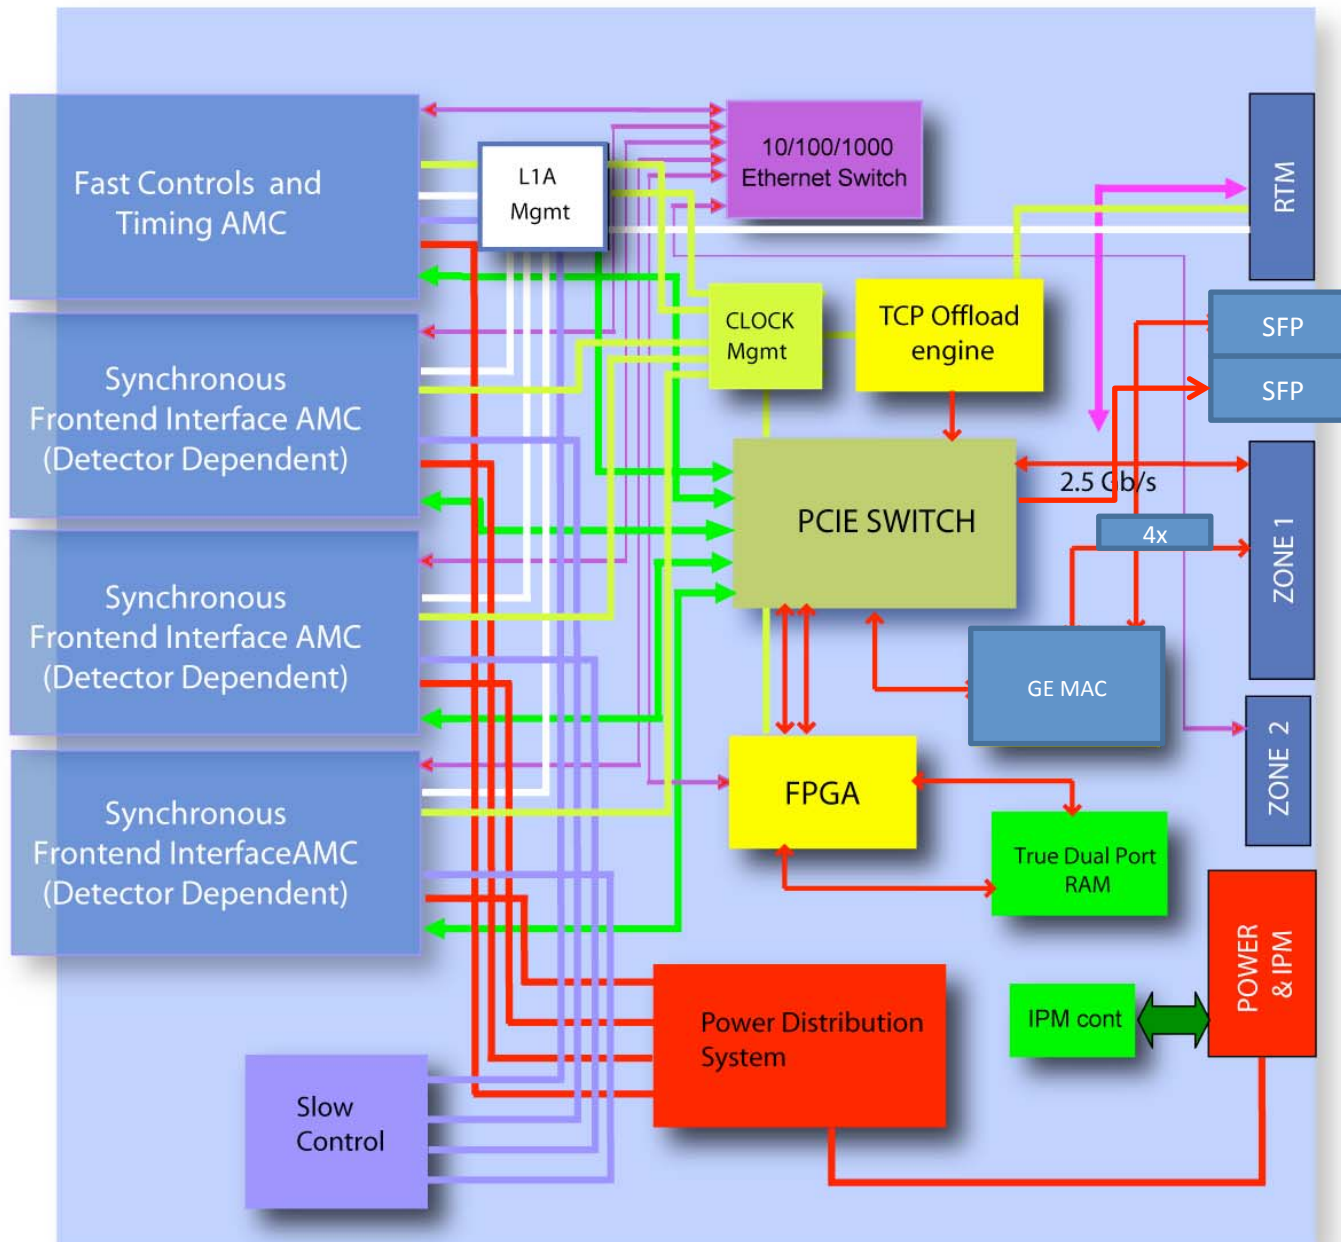 Fast Controls and
Timing AMC
L1A
Mgmt
10/100/1000
Ethernet Switch
RTM
Synchronous
Frontend Interface AMC
(Detector Dependent)
CLOCK
Mgmt
TCP Offload
engine
SFP
SFP
PCIE SWITCH
2.5 Gb/s
4x
ZONE 1
Synchronous
Frontend Interface AMC
(Detector Dependent)
GE MAC
ZONE 2
Synchronous
Frontend InterfaceAMC
(Detector Dependent)
FPGA
True Dual Port
RAM
POWER
& IPM
Power Distribution
System
IPM cont
Slow
Control